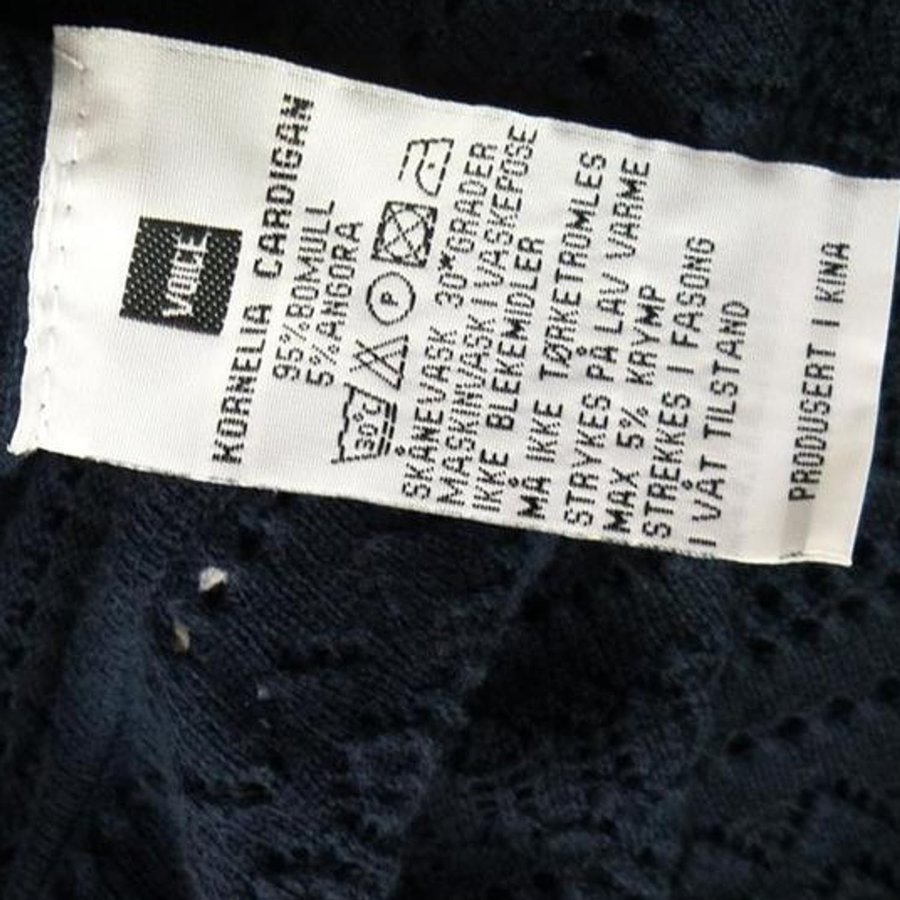 VOICE
KORNELIA CARDIGAN
95%BOMULL
5%ANGORA
30°C P
SKÅNEVASK 30°GRADER
MASKINVASK I VASKEPOSE
IKKE BLEKEMIDLER
MÅ IKKE TØRKETROMLES
STRYKES PÅ LAV VARME
MAX 5% KRYMP
STREKKES I FASONG
I VÅT TILSTAND
PRODUSERT I KINA